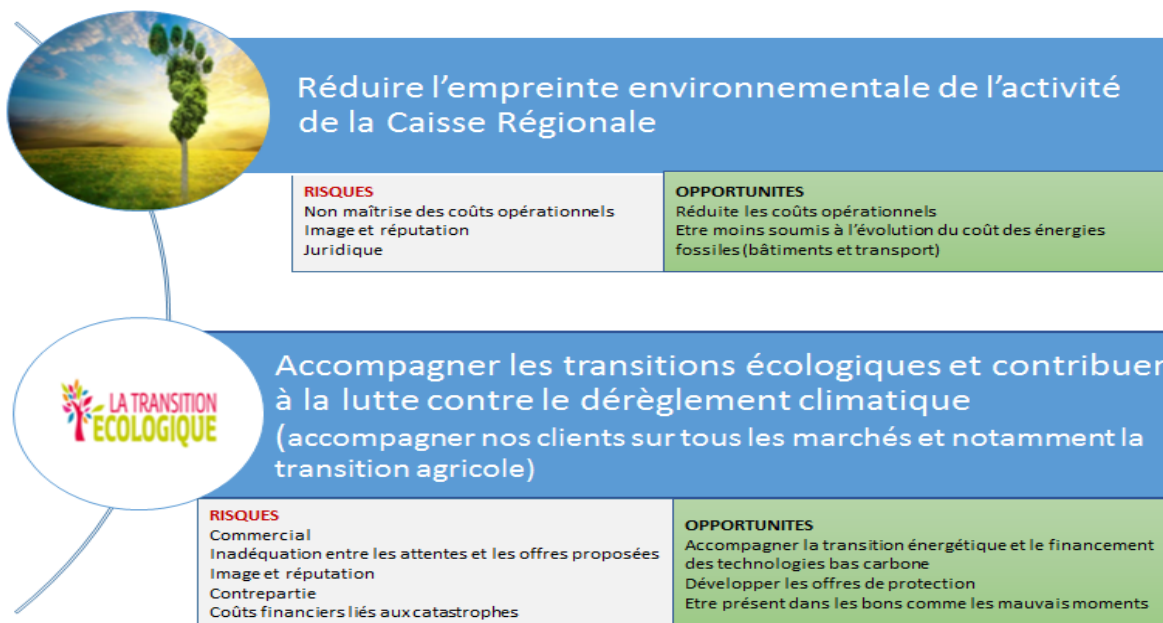 Réduire l’empreinte environnementale de l’activité
de la Caisse Régionale
RISQUES
Non maîtrise des coûts opérationnels
Image et réputation
Juridique
OPPORTUNITES
Réduite les coûts opérationnels
Etre moins soumis à l’évolution du coût des énergies
fossiles (bâtiments et transport)
LA TRANSITION
ÉCOLOGIQUE
Accompagner les transitions écologiques et contribuer
à la lutte contre le dérèglement climatique
(accompagner nos clients sur tous les marchés et notamment la
transition agricole)
RISQUES
Commercial
Inadéquation entre les attentes et les offres proposées
Image et réputation
Contrepartie
Coûts financiers liés aux catastrophes
OPPORTUNITES
Accompagner la transition énergétique et le financement
des technologies bas carbone
Développer les offres de protection
Etre présent dans les bons comme les mauvais moments